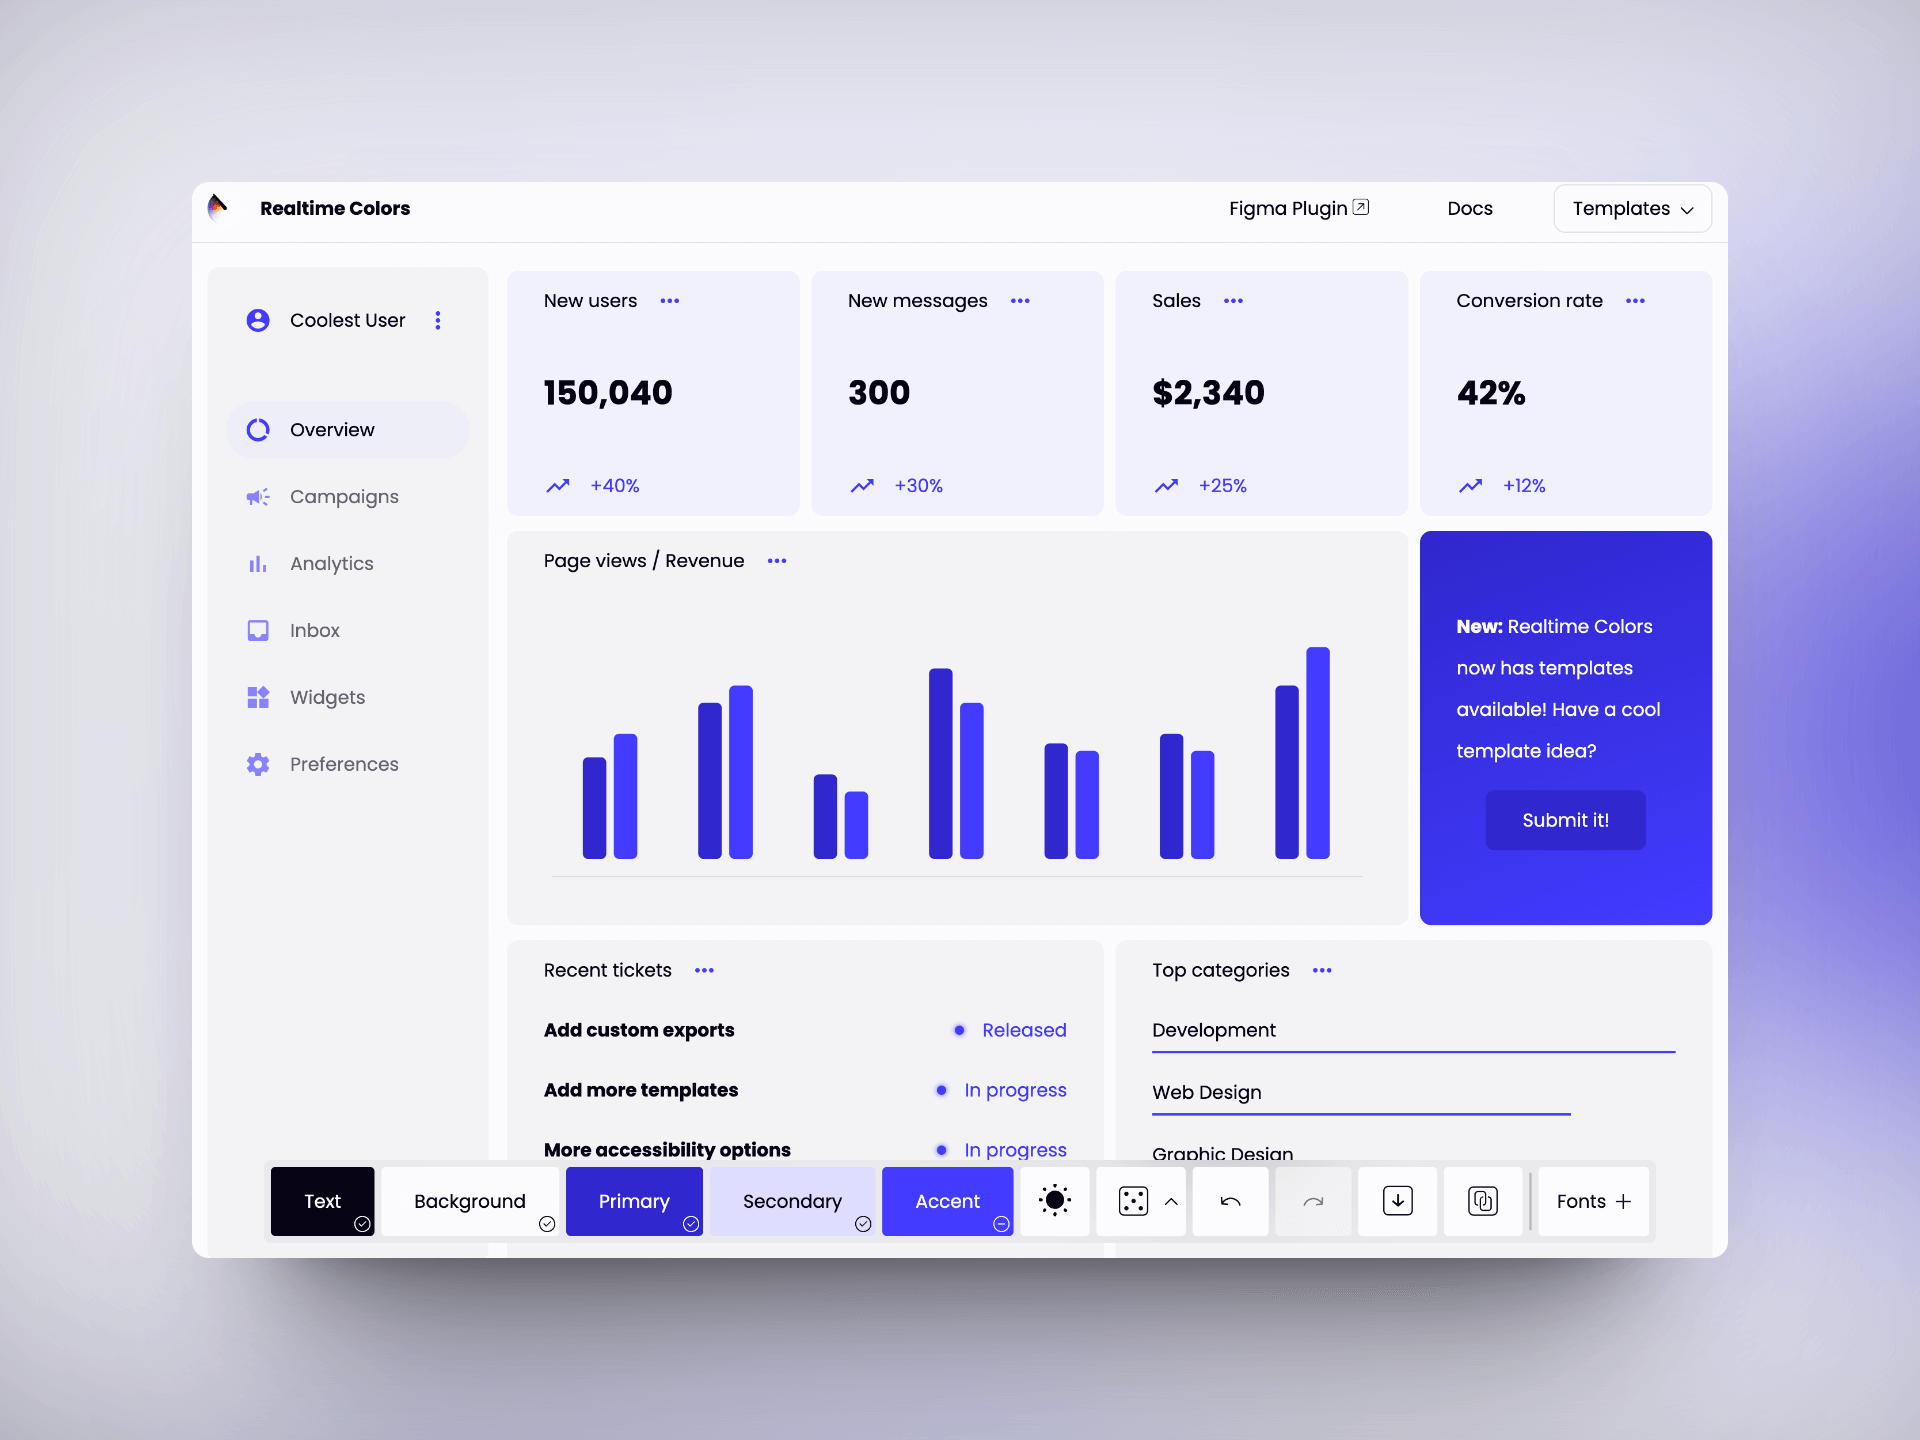 Realtime Colors
Figma Plugin
Docs
Templates
Coolest User
Overview
Campaigns
Analytics
Inbox
Widgets
Preferences
New users
150,040
+40%
New messages
300
+30%
Sales
$2,340
+25%
Conversion rate
42%
+12%
Page views / Revenue
New: Realtime Colors
now has templates
available! Have a cool
template idea?
Submit it!
Recent tickets
Add custom exports
Released
Add more templates
In progress
More accessibility options
In progress
Top categories
Development
Web Design
Graphic Design
Text
Background
Primary
Secondary
Accent
Fonts